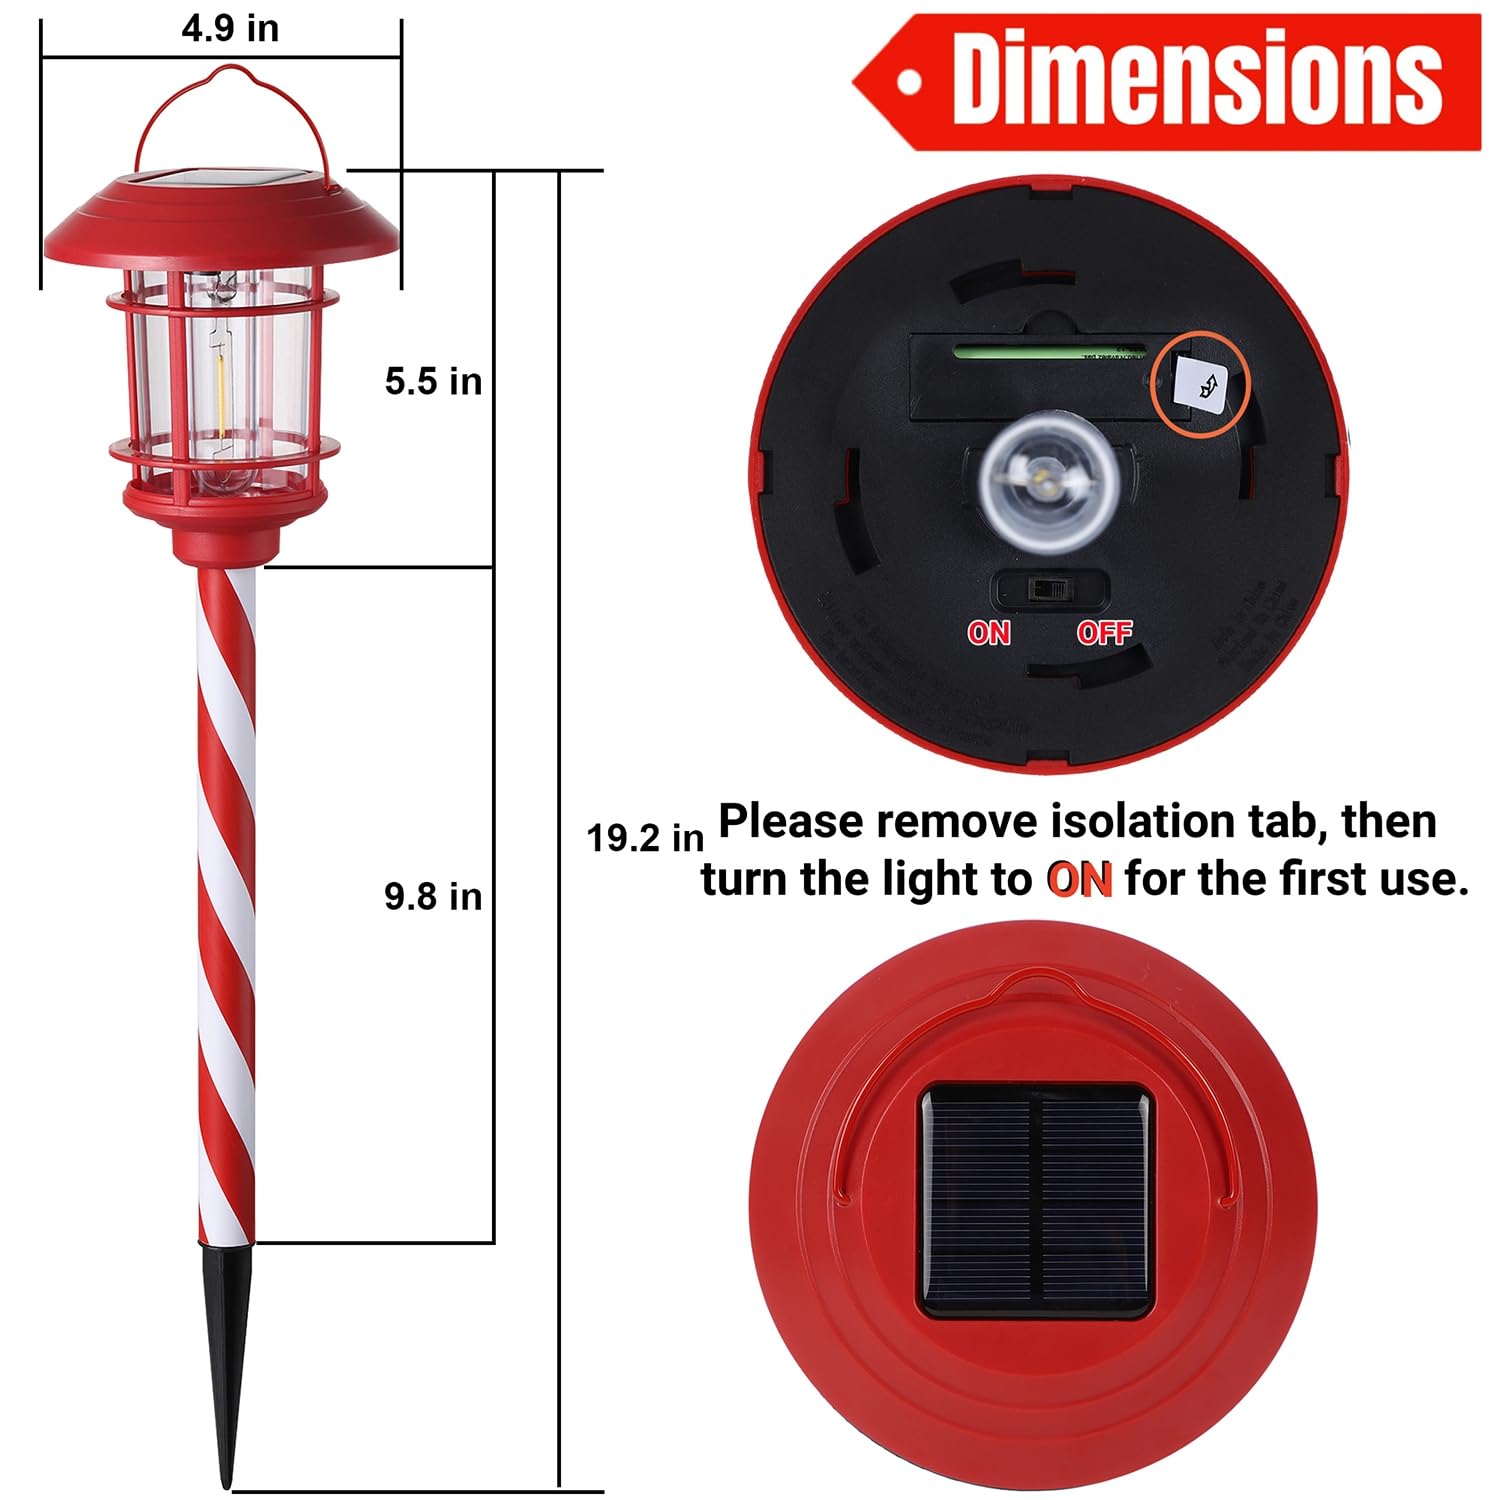 4.9 in
Dimensions
5.5 in
ON
OFF
19.2 in
Please remove isolation tab, then
turn the light to ON for the first use.
9.8 in